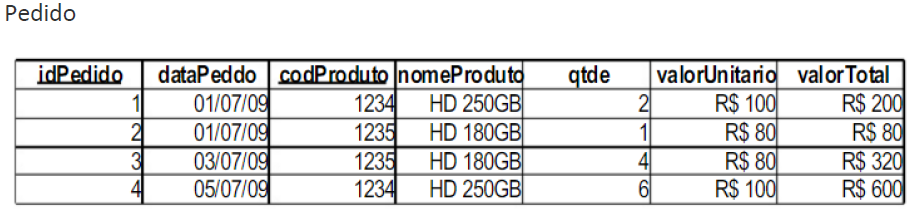 Pedido
idPedido dataPeddo codProduto nomeProduto qtde valorUnitario valorTotal
1 01/07/09 1234 HD 250GB 2 R$ 100 R$ 200
2 01/07/09 1235 HD 180GB 1 R$ 80 R$ 80
3 03/07/09 1235 HD 180GB 4 R$ 80 R$ 320
4 05/07/09 1234 HD 250GB 6 R$ 100 R$ 600